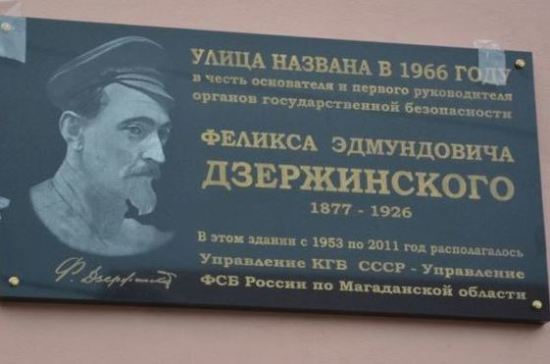 УЛИЦА НАЗВАНА В 1966 ГОДУ
в честь основателя и первого руководителя
органов государственной безопасности
ФЕЛИКСА ЭДМУНДОВИЧА
ДЗЕРЖИНСКОГО
1877 - 1926
В этом здании с 1953 по 2011 год располагалось
Управление КГБ СССР - Управление
ФСБ России по Магаданской области
Ф. Дзержинский